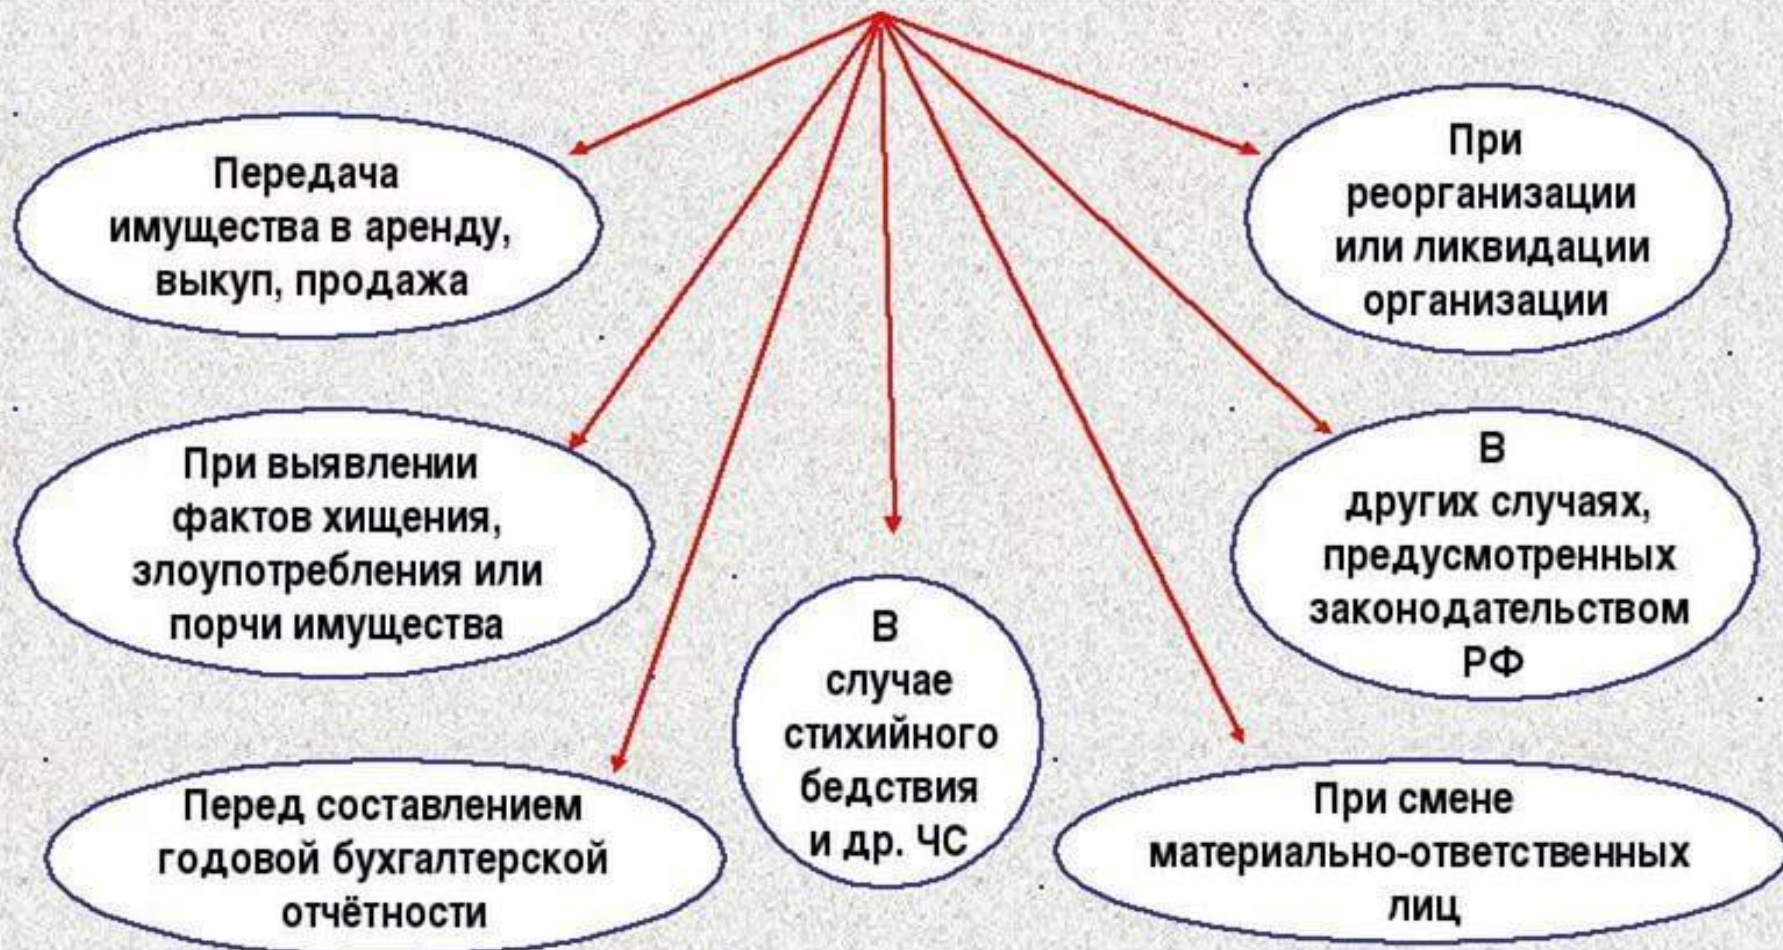 Передача
имущества в аренду,
выкуп, продажа
При
реорганизации
или ликвидации
организации
При выявлении
фактов хищения,
злоупотребления или
порчи имущества
В
других случаях,
предусмотренных
законодательством
РФ
В
случае
стихийного
бедствия
и др. ЧС
Перед составлением
годовой бухгалтерской
отчётности
При смене
материально-ответственных
лиц